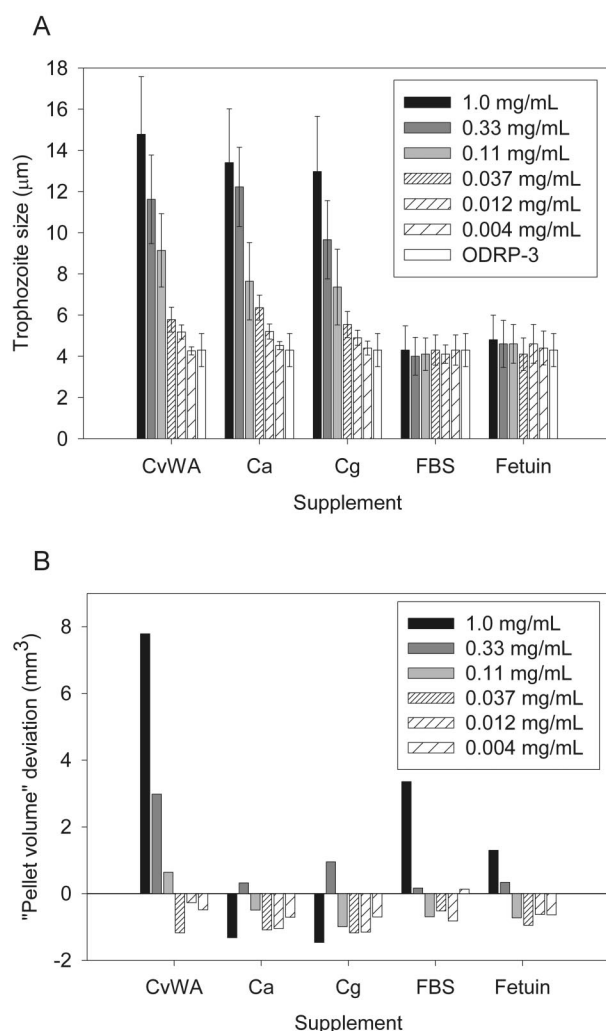 A
18
16
14
12
10
8
6
4
2
0
Trophozoite size (μm)
1.0 mg/mL
0.33 mg/mL
0.11 mg/mL
0.037 mg/mL
0.012 mg/mL
0.004 mg/mL
ODRP-3
CvWA Ca Cg FBS Fetuin
Supplement
B
8
6
4
2
0
-2
"Pellet volume" deviation (mm3)
1.0 mg/mL
0.33 mg/mL
0.11 mg/mL
0.037 mg/mL
0.012 mg/mL
0.004 mg/mL
CvWA Ca Cg FBS Fetuin
Supplement